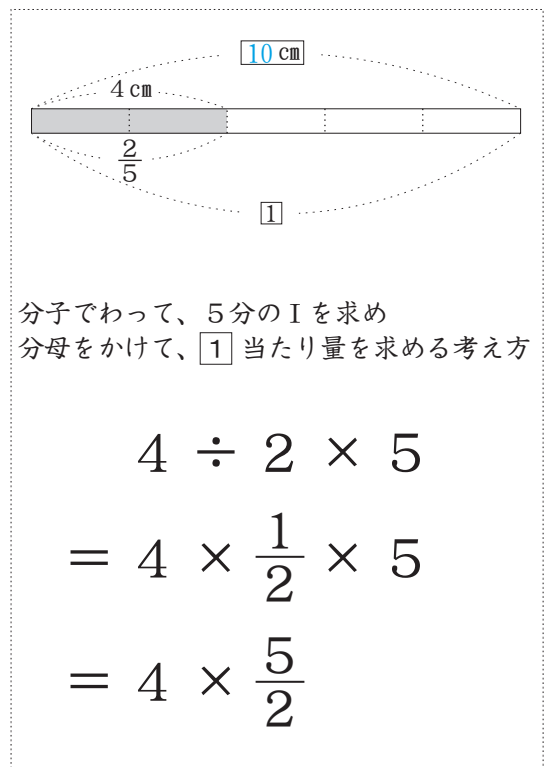 10 cm
4 cm
2/5
1
分子でわって、5分のIを求め
分母をかけて、1 当たり量を求める考え方
4 ÷ 2 × 5
= 4 × 1/2 × 5
= 4 × 5/2